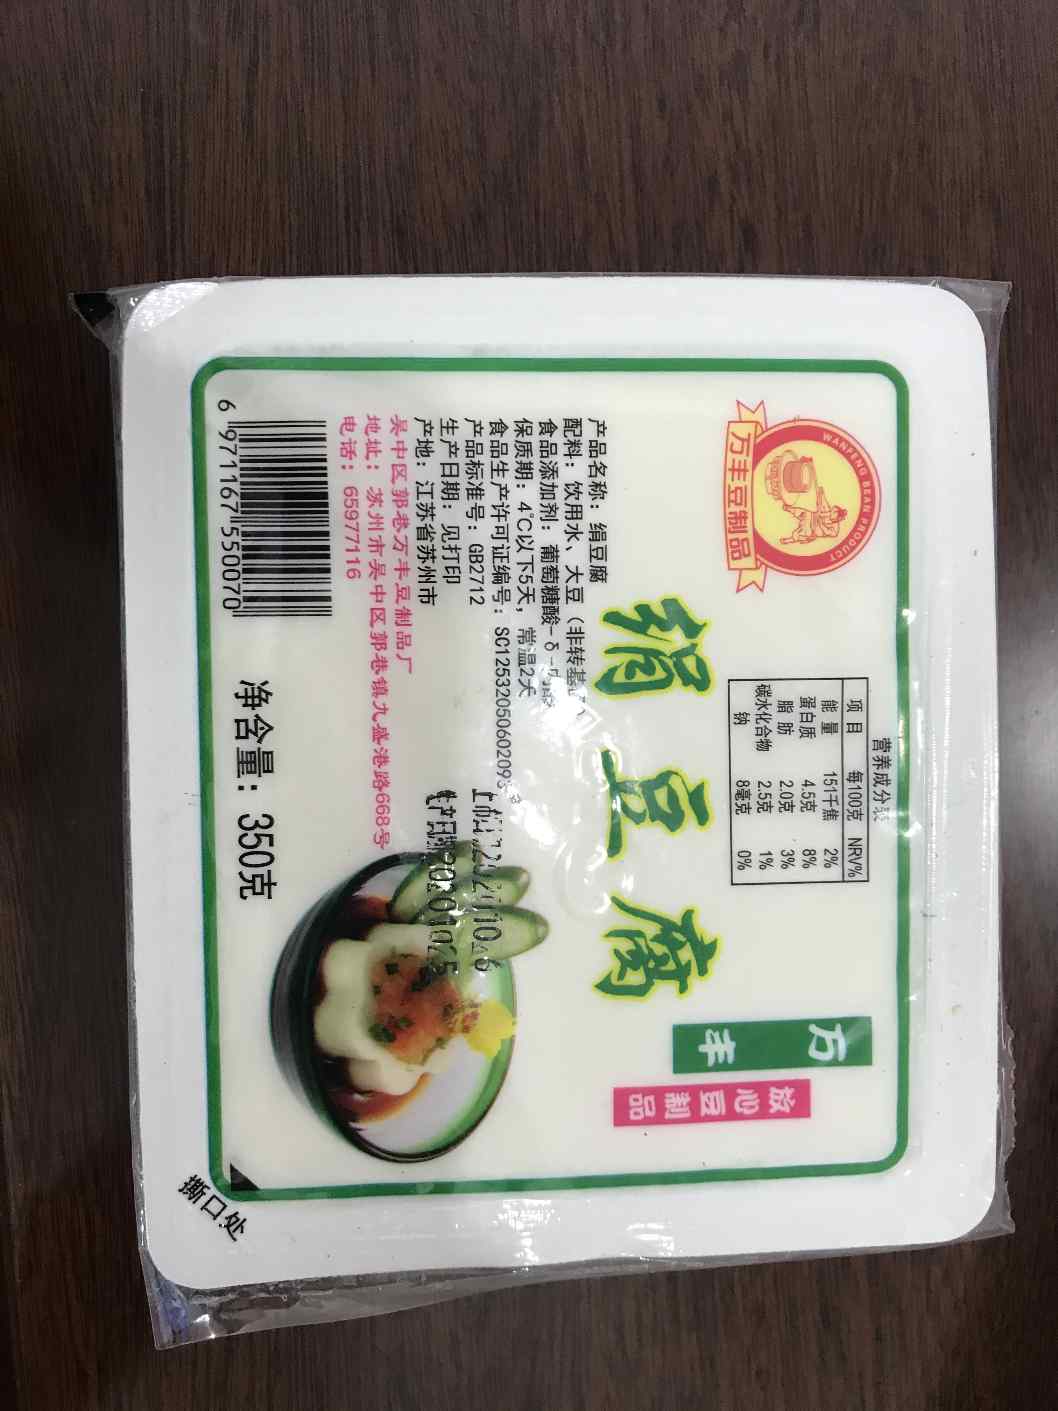 WANFENG BEAN PRODUCT
万丰豆制品
营养成分表
项目 每100克 NRV%
能量 151千焦 2%
蛋白质 4.5克 8%
脂肪 2.0克 3%
碳水化合物 2.5克 1%
钠 8毫克 0%
万丰
放心豆制品
绢豆腐
产品名称：绢豆腐
配料：饮用水、大豆（非转基
食品添加剂：葡萄糖酸-δ-内酯
保质期：4℃以下5天，常温2天
食品生产许可证编号：SC1253205060209
产品标准号：GB2712
生产日期：见打印
产地：江苏省苏州市
吴中区郭巷万丰豆制品厂
地址：苏州市吴中区郭巷镇九盛港路668号
电话：65977116
6 971167 550070
净含量：350克
撕口处